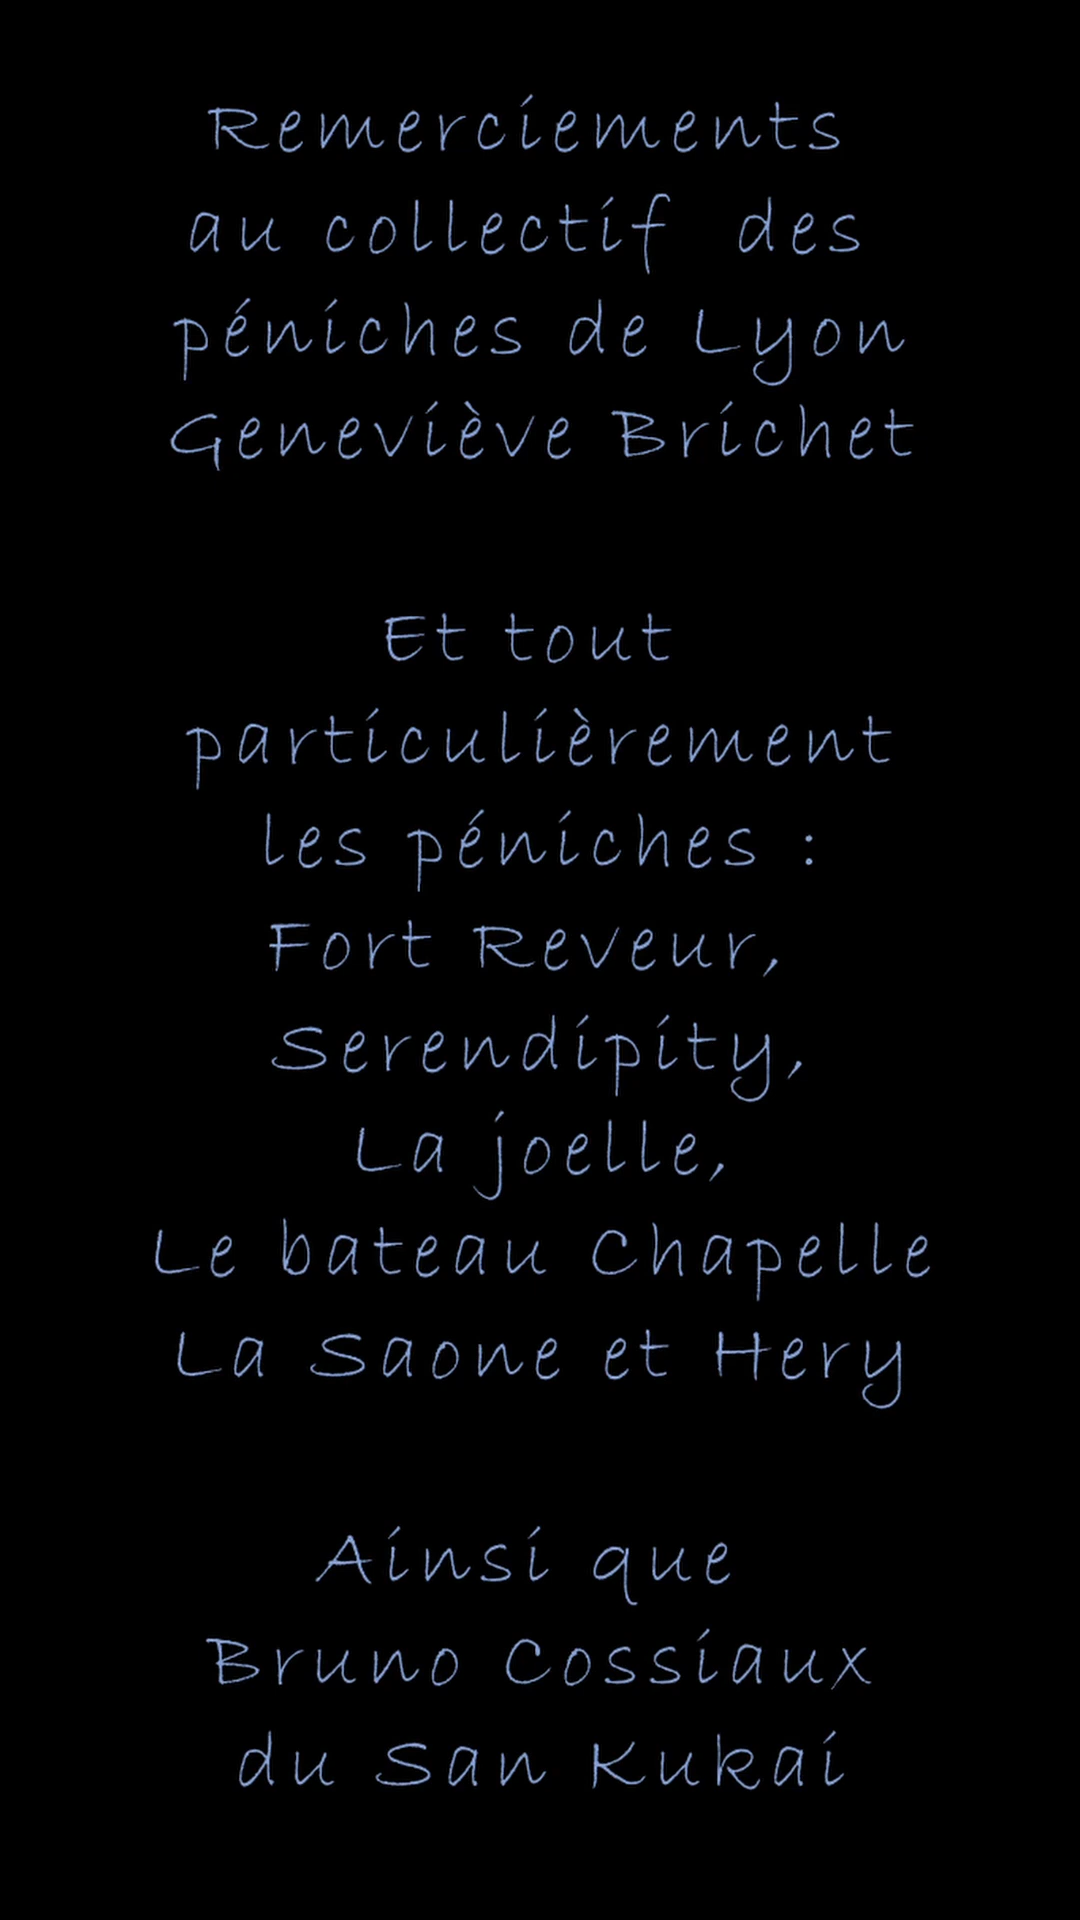 Remerciements
au collectif des
péniches de Lyon
Geneviève Brichet
Et tout
particulièrement
les péniches :
Fort Reveur,
Serendipity,
La joelle,
Le bateau Chapelle
La Saone et Hery
Ainsi que
Bruno Cossiaux
du San Kukai